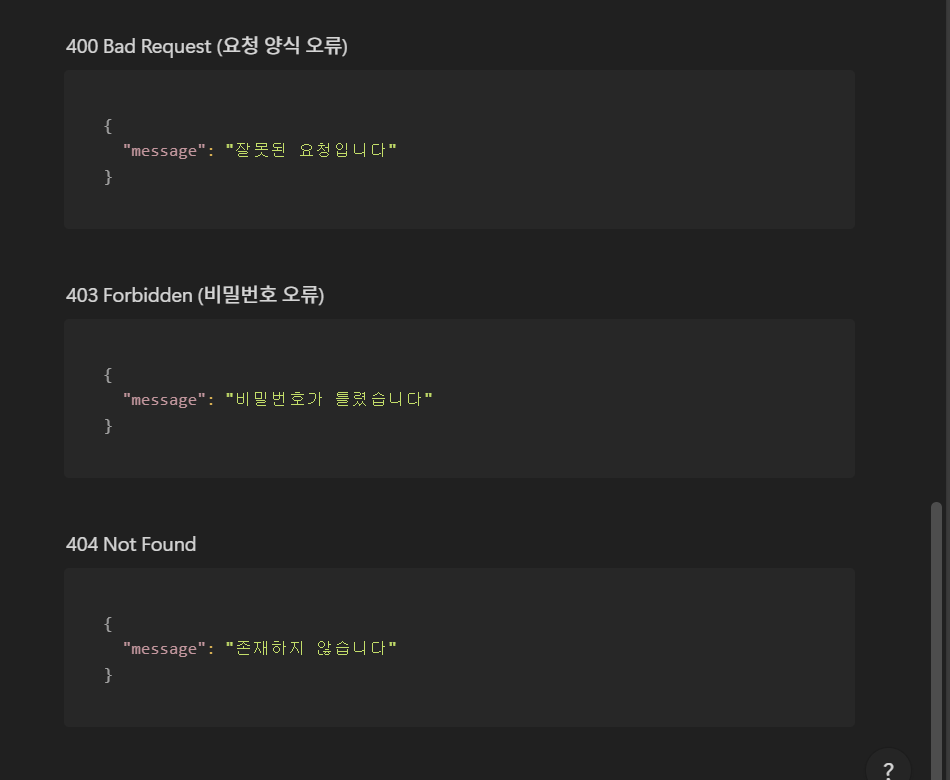 400 Bad Request (요청 양식 오류)
{
"message": "잘못된 요청입니다"
}
403 Forbidden (비밀번호 오류)
{
"message": "비밀번호가 틀렸습니다"
}
404 Not Found
{
"message": "존재하지 않습니다"
}
?